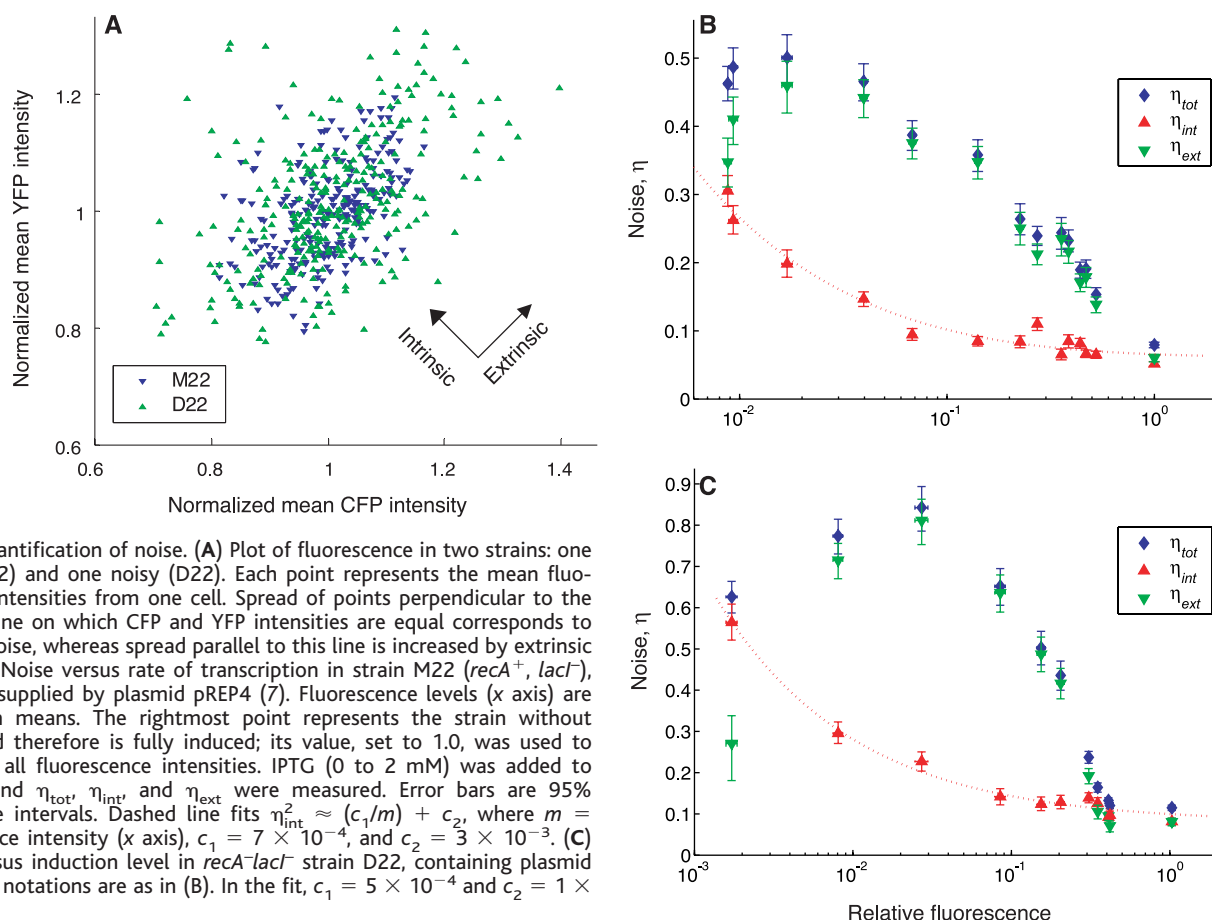 A
Normalized mean YFP intensity
1.2
1
0.8
0.6
0.6
0.8
1
1.2
1.4
Normalized mean CFP intensity
M22
D22
Intrinsic
Extrinsic
B
Noise, η
0.5
0.4
0.3
0.2
0.1
0
10⁻²
10⁻¹
10⁰
η_tot
η_int
η_ext
C
Noise, η
0.9
0.8
0.7
0.6
0.5
0.4
0.3
0.2
0.1
0
10⁻³
10⁻²
10⁻¹
10⁰
Relative fluorescence
η_tot
η_int
η_ext
antification of noise. (A) Plot of fluorescence in two strains: one
2) and one noisy (D22). Each point represents the mean fluo-
ntensities from one cell. Spread of points perpendicular to the
ne on which CFP and YFP intensities are equal corresponds to
oise, whereas spread parallel to this line is increased by extrinsic
Noise versus rate of transcription in strain M22 (recA⁺, lacI⁻),
supplied by plasmid pREP4 (7). Fluorescence levels (x axis) are
n means. The rightmost point represents the strain without
d therefore is fully induced; its value, set to 1.0, was used to
all fluorescence intensities. IPTG (0 to 2 mM) was added to
nd η_tot, η_int, and η_ext were measured. Error bars are 95%
e intervals. Dashed line fits η²_int ≈ (c₁/m) + c₂, where m =
ce intensity (x axis), c₁ = 7 × 10⁻⁴, and c₂ = 3 × 10⁻³. (C)
sus induction level in recA⁻lacI⁻ strain D22, containing plasmid
notations are as in (B). In the fit, c₁ = 5 × 10⁻⁴ and c₂ = 1 ×